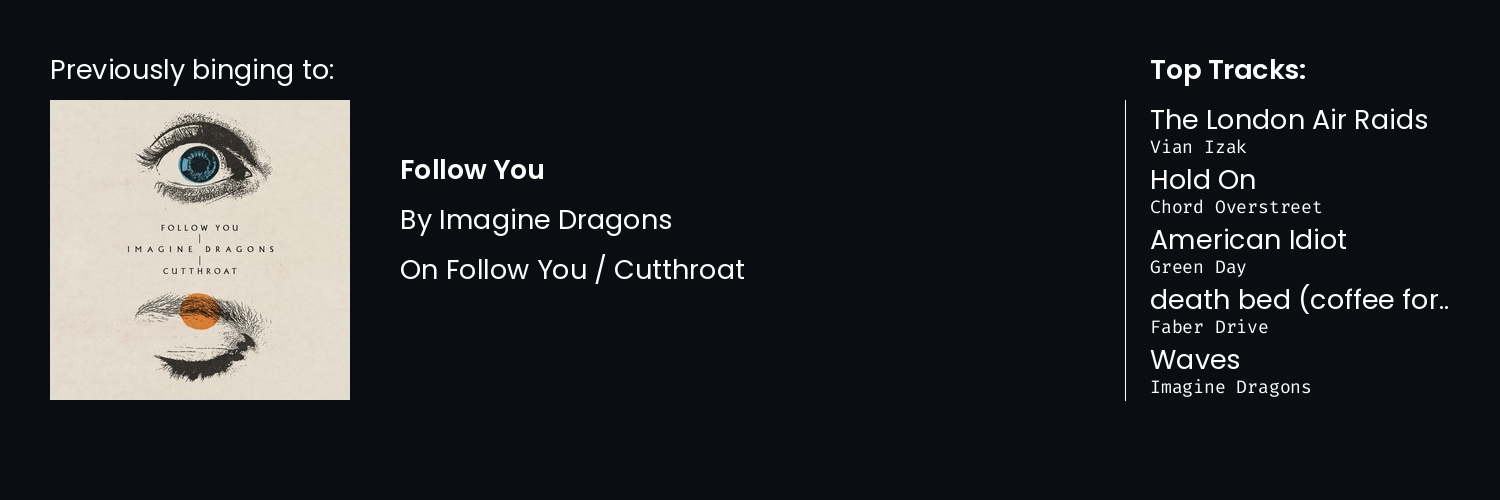 Previously binging to:
FOLLOW YOU
IMAGINE DRAGONS
CUTTHROAT
Follow You
By Imagine Dragons
On Follow You / Cutthroat
Top Tracks:
The London Air Raids
Vian Izak
Hold On
Chord Overstreet
American Idiot
Green Day
death bed (coffee for..
Faber Drive
Waves
Imagine Dragons